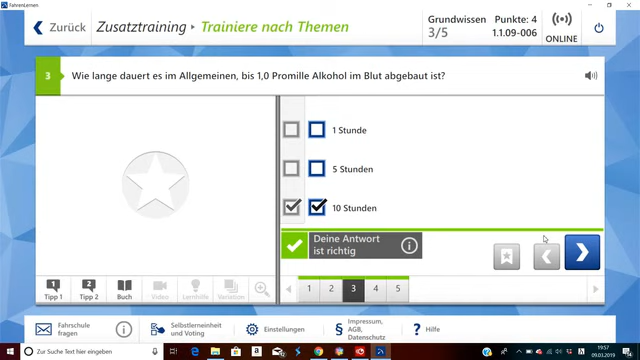 FahrenLernen
Zurück
Zusatztraining ▸ Trainiere nach Themen
Grundwissen
3/5
Punkte: 4
1.1.09-006
ONLINE
3
Wie lange dauert es im Allgemeinen, bis 1,0 Promille Alkohol im Blut abgebaut ist?
1 Stunde
5 Stunden
10 Stunden
Deine Antwort
ist richtig
1
Tipp 1
2
Tipp 2
Buch
Video
Lernhilfe
Variation
1 2 3 4 5
Fahrschule
fragen
Selbstlerneinheit
und Voting
Einstellungen
§
Impressum,
AGB,
Datenschutz
?
Hilfe
Zur Suche Text hier eingeben
19:57
09.03.2019